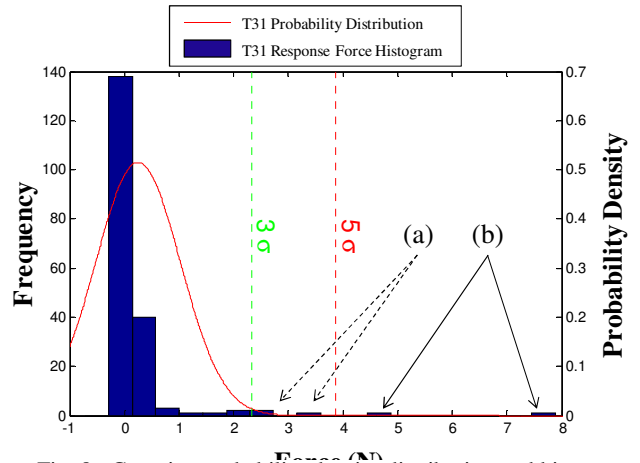 T31 Probability Distribution
T31 Response Force Histogram
140
120
100
80
60
40
20
0
Frequency
0.7
0.6
0.5
0.4
0.3
0.2
0.1
0
Probability Density
3 σ
5 σ
(a)
(b)
-1 0 1 2 3 4 5 6 7 8
Force (N)